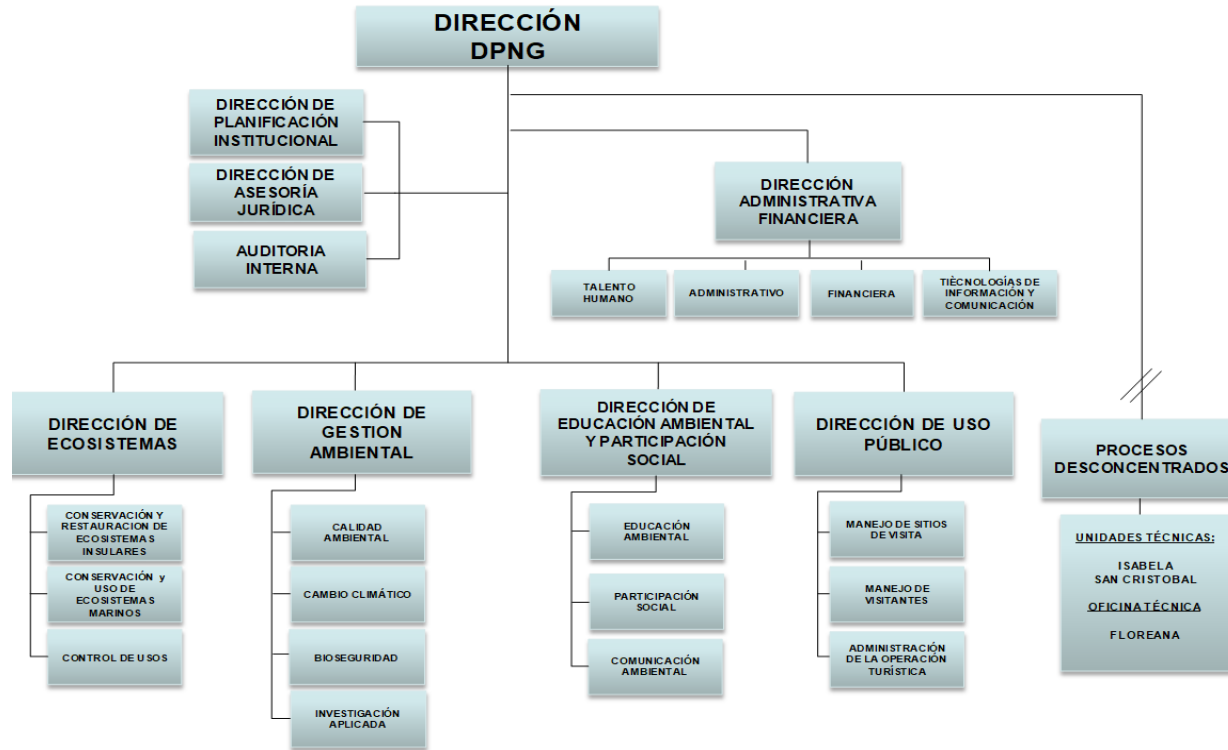 DIRECCIÓN
DPNG
DIRECCIÓN DE
PLANIFICACIÓN
INSTITUCIONAL
DIRECCIÓN DE
ASESORÍA
JURÍDICA
AUDITORIA
INTERNA
DIRECCIÓN
ADMINISTRATIVA
FINANCIERA
TALENTO
HUMANO
ADMINISTRATIVO
FINANCIERA
TIÈCNOLOGÍAS DE
INFORMACIÓN Y
COMUNICACIÓN
DIRECCIÓN DE
ECOSISTEMAS
CONSERVACIÓN Y
RESTAURACION DE
ECOSISTEMAS
INSULARES
CONSERVACIÓN y
USO DE
ECOSISTEMAS
MARINOS
CONTROL DE USOS
DIRECCIÓN DE
GESTION
AMBIENTAL
CALIDAD
AMBIENTAL
CAMBIO CLIMÁTICO
BIOSEGURIDAD
INVESTIGACIÓN
APLICADA
DIRECCIÓN DE
EDUCACIÓN AMBIENTAL
Y PARTICIPACIÓN
SOCIAL
EDUCACIÓN
AMBIENTAL
PARTICIPACIÓN
SOCIAL
COMUNICACIÓN
AMBIENTAL
DIRECCIÓN DE USO
PÚBLICO
MANEJO DE SITIOS
DE VISITA
MANEJO DE
VISITANTES
ADMINISTRACIÓN
DE LA OPERACIÓN
TURÍSTICA
PROCESOS
DESCONCENTRADOS
UNIDADES TÉCNICAS:
ISABELA
SAN CRISTOBAL
OFICINA TÉCNICA
FLOREANA